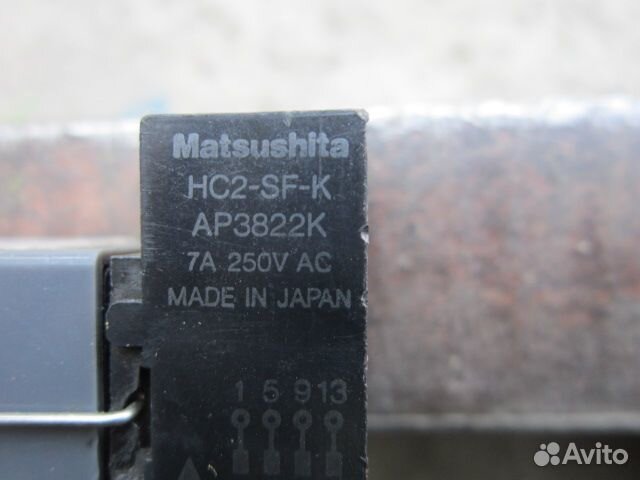 Matsushita
HC2-SF-K
AP3822K
7A 250V AC
MADE IN JAPAN
1 5 9 13
Avito